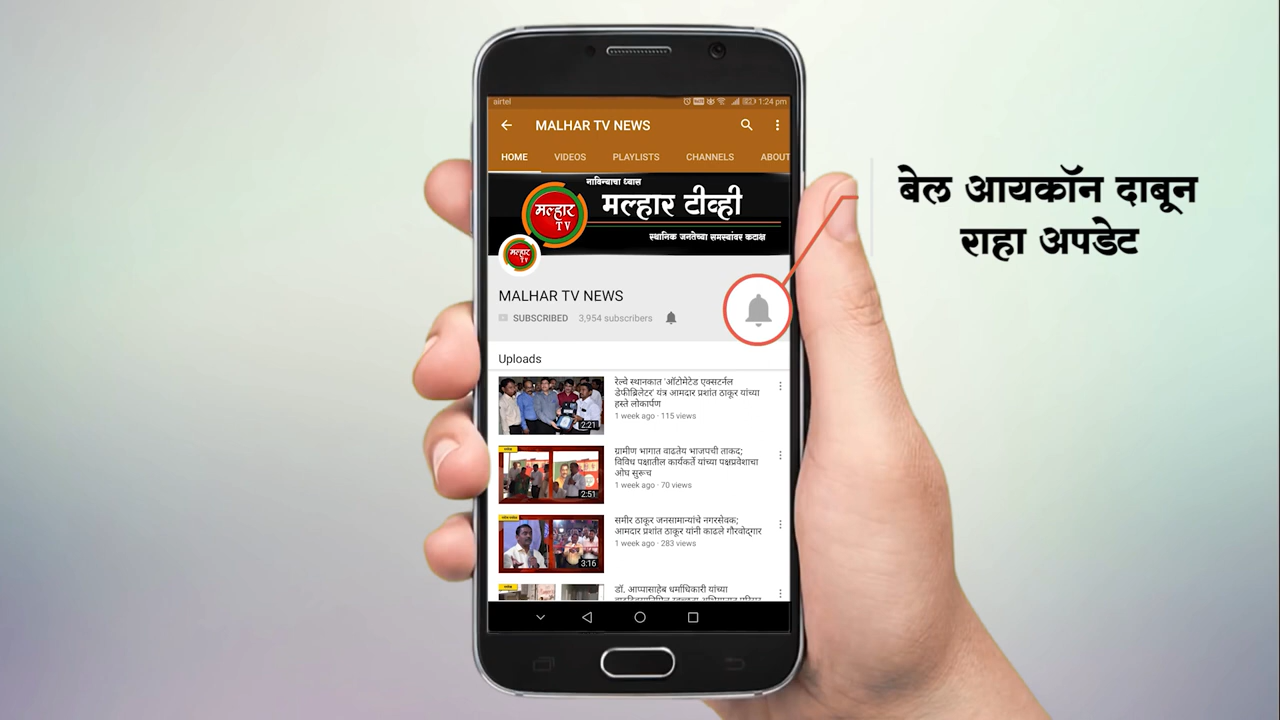 airtel 1:24 pm
MALHAR TV NEWS
HOME VIDEOS PLAYLISTS CHANNELS ABOUT
नाविन्याचा ध्यास
मल्हार टीव्ही
स्थानिक जनतेच्या समस्यांवर कटाक्ष
मल्हार
TV
मल्हार
TV
MALHAR TV NEWS
SUBSCRIBED 3,954 subscribers
बेल आयकॉन दाबून
राहा अपडेट
Uploads
रेल्वे स्थानकात 'ऑटोमेटेड एक्सटर्नल
डेफीब्रिलेटर' यंत्र आमदार प्रशांत ठाकूर यांच्या
हस्ते लोकार्पण
1 week ago · 115 views
2:21
ग्रामीण भागात वाढतेय भाजपची ताकद;
विविध पक्षातील कार्यकर्ते यांच्या पक्षप्रवेशाचा
ओघ सुरूच
1 week ago · 70 views
2:51
समीर ठाकूर जनसामान्यांचे नगरसेवक;
आमदार प्रशांत ठाकूर यांनी काढले गौरवोद्गार
1 week ago · 283 views
3:16
डॉ. आप्पासाहेब धर्माधिकारी यांच्या